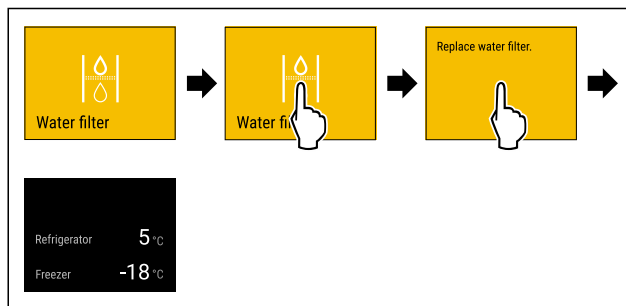 Water filter
Water fi
Replace water filter.
Refrigerator 5 °C
Freezer -18 °C